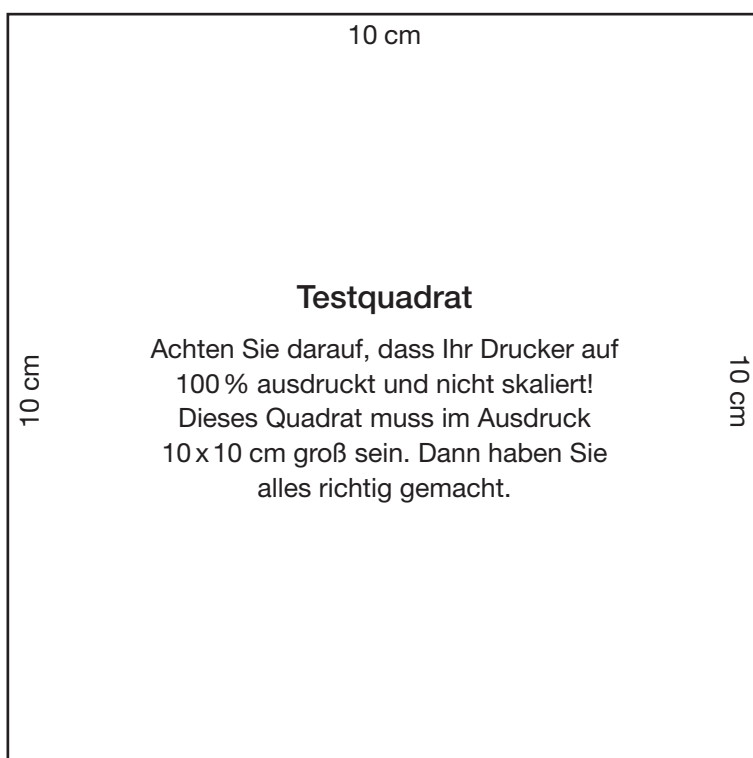 10 cm
Testquadrat
10 cm
Achten Sie darauf, dass Ihr Drucker auf
100 % ausdruckt und nicht skaliert!
Dieses Quadrat muss im Ausdruck
10 x 10 cm groß sein. Dann haben Sie
alles richtig gemacht.
10 cm